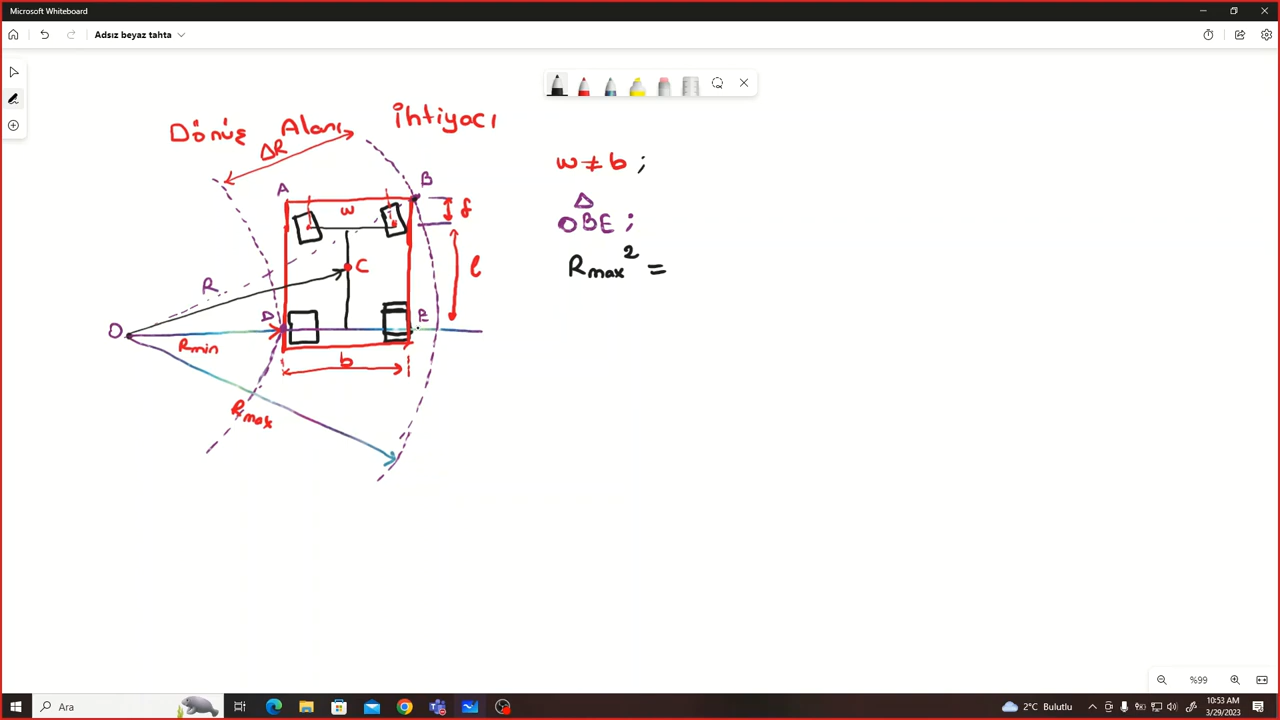 Microsoft Whiteboard
Adsız beyaz tahta
Dönüş Alanı İhtiyacı
ΔR
A
B
w
f
C
l
R
O
D
E
Rmin
b
Rmax
w ≠ b ;
Δ
OBE ;
Rmax² =
%99
Ara
2°C Bulutlu
10:53 AM
3/29/2023